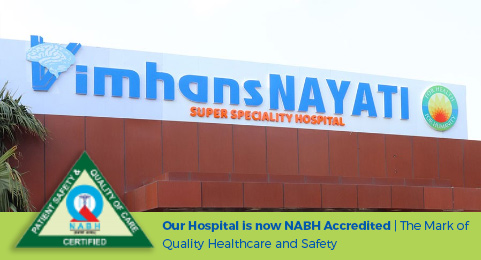 VimhansNAYATI
SUPER SPECIALITY HOSPITAL
PATIENT SAFETY &
QUALITY OF CARE
NABH
CERTIFIED
Our Hospital is now NABH Accredited | The Mark of
Quality Healthcare and Safety